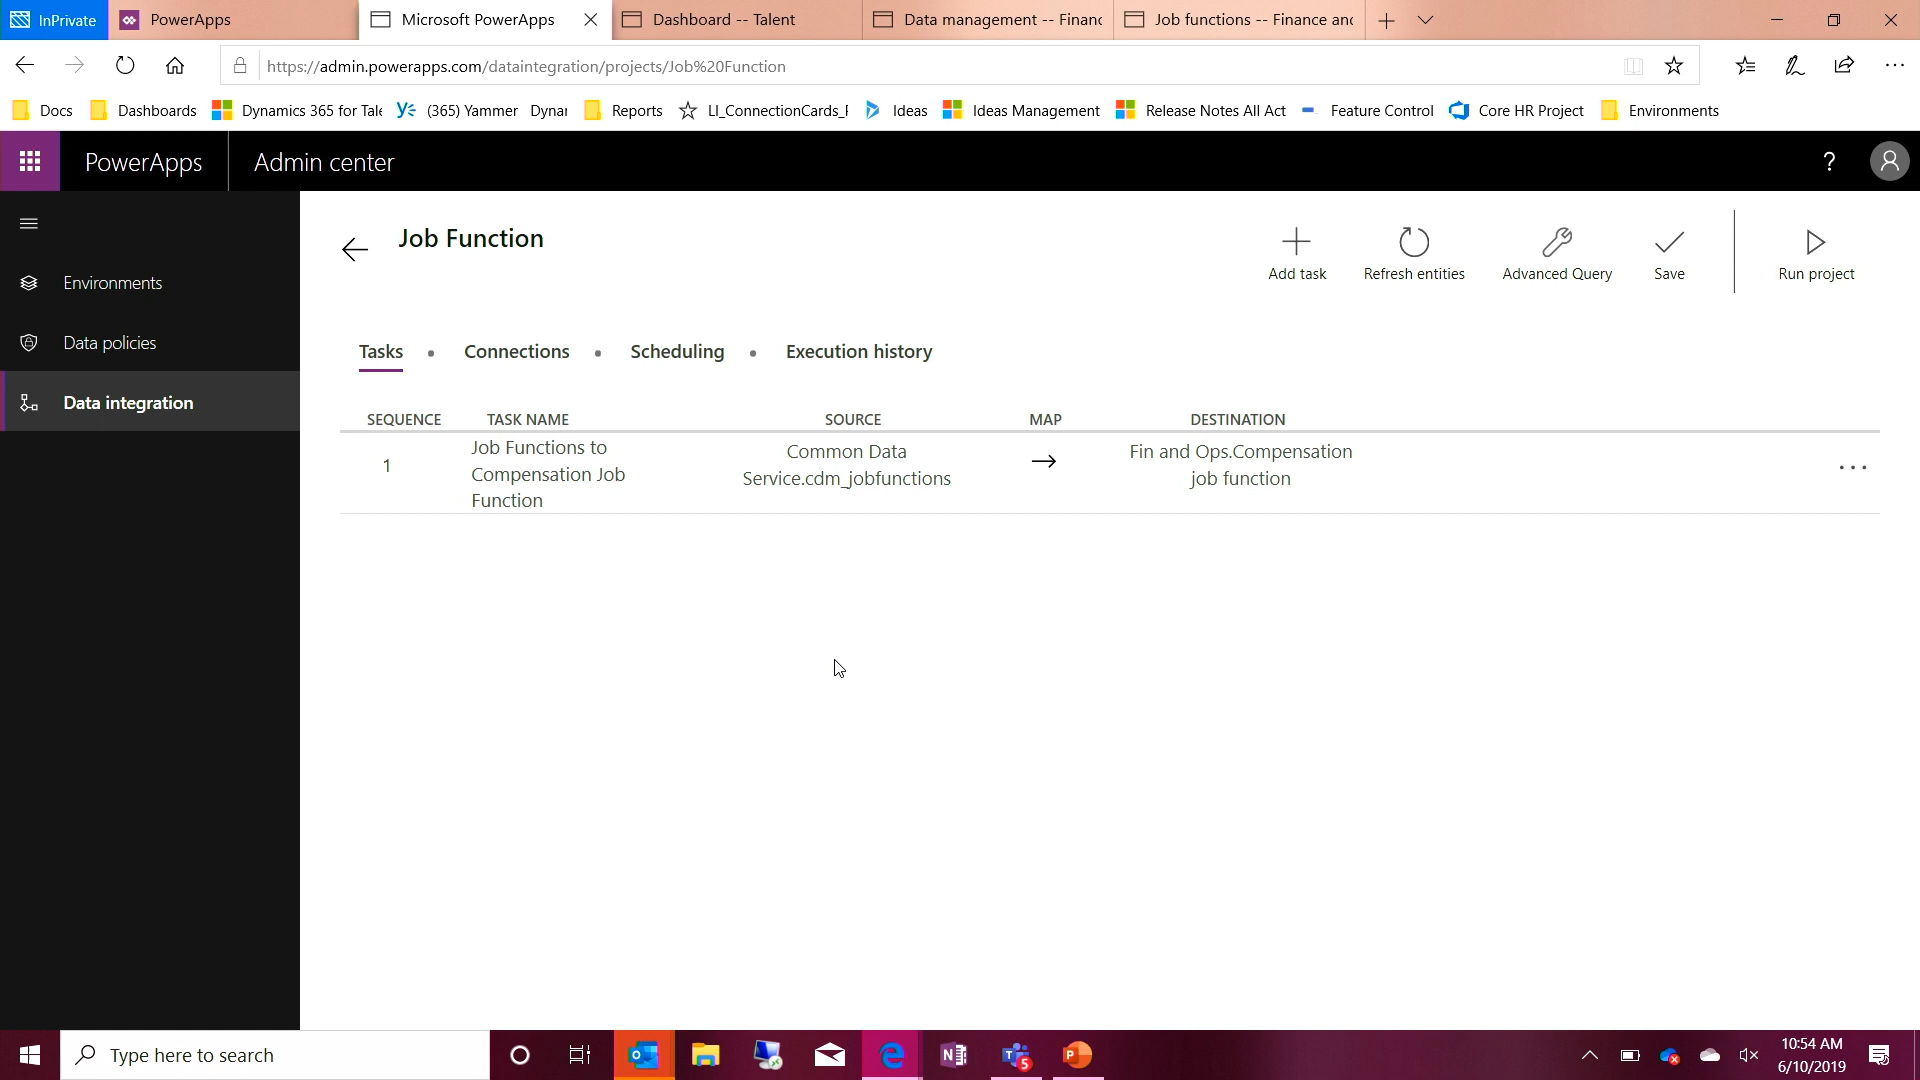 InPrivate
PowerApps
Microsoft PowerApps
Dashboard -- Talent
Data management -- Financ
Job functions -- Finance and
https://admin.powerapps.com/dataintegration/projects/Job%20Function
Docs
Dashboards
Dynamics 365 for Tale
(365) Yammer
Dynar
Reports
LI_ConnectionCards_F
Ideas
Ideas Management
Release Notes All Act
Feature Control
Core HR Project
Environments
PowerApps
Admin center
?
Environments
Data policies
Data integration
Job Function
Add task
Refresh entities
Advanced Query
Save
Run project
Tasks
Connections
Scheduling
Execution history
SEQUENCE
TASK NAME
SOURCE
MAP
DESTINATION
1
Job Functions to
Compensation Job
Function
Common Data
Service.cdm_jobfunctions
Fin and Ops.Compensation
job function
Type here to search
10:54 AM
6/10/2019